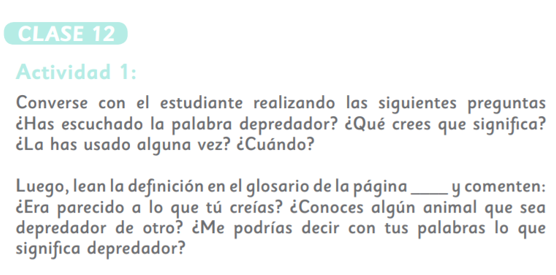 CLASE 12
Actividad 1:
Converse con el estudiante realizando las siguientes preguntas
¿Has escuchado la palabra depredador? ¿Qué crees que significa?
¿La has usado alguna vez? ¿Cuándo?
Luego, lean la definición en el glosario de la página _____ y comenten:
¿Era parecido a lo que tú creías? ¿Conoces algún animal que sea
depredador de otro? ¿Me podrías decir con tus palabras lo que
significa depredador?